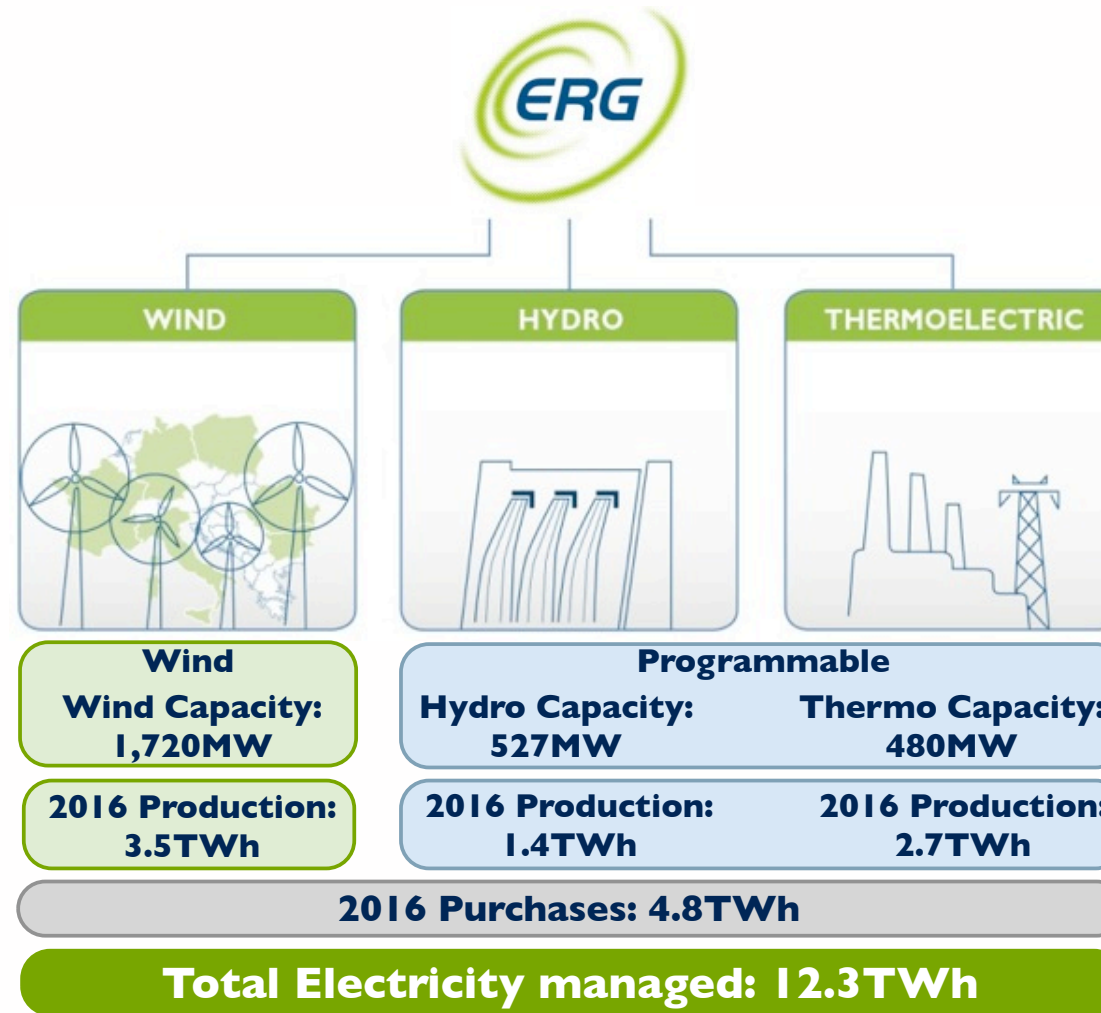 ERG
WIND
HYDRO
THERMOELECTRIC
Wind
Wind Capacity:
1,720MW
Programmable
Hydro Capacity:
527MW
Thermo Capacity:
480MW
2016 Production:
3.5TWh
2016 Production:
1.4TWh
2016 Production:
2.7TWh
2016 Purchases: 4.8TWh
Total Electricity managed: 12.3TWh